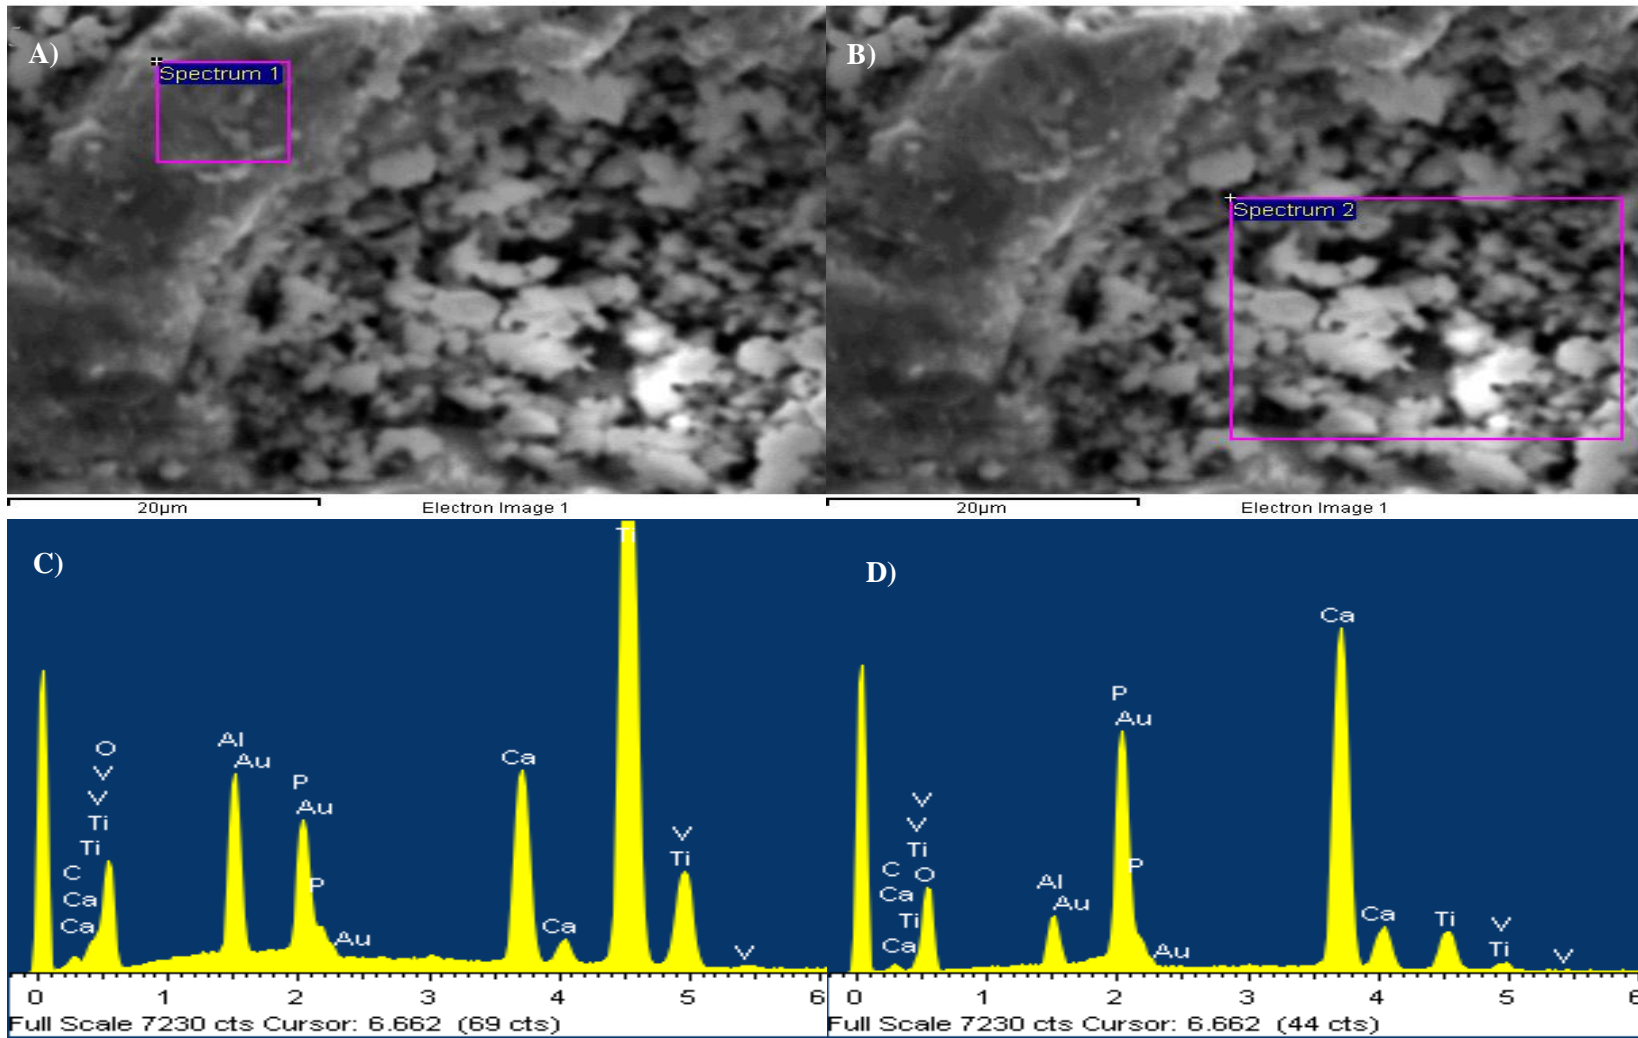 A)
Spectrum 1
20µm
Electron Image 1
B)
Spectrum 2
20µm
Electron Image 1
C)
Ti
O
V
V
Ti
Ti
C
Ca
Ca
Al
Au
P
Au
P
Au
Ca
Ca
V
Ti
V
0 1 2 3 4 5 6
Full Scale 7230 cts Cursor: 6.662 (69 cts)
D)
Ca
P
Au
V
V
Ti
C
O
Ca
Ti
Ca
Al
Au
P
Au
Ca
Ti
V
Ti
V
0 1 2 3 4 5 6
Full Scale 7230 cts Cursor: 6.662 (44 cts)